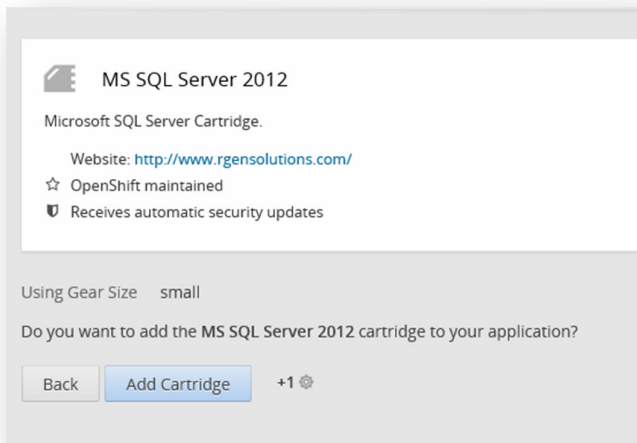 MS SQL Server 2012
Microsoft SQL Server Cartridge.
Website: http://www.rgensolutions.com/
OpenShift maintained
Receives automatic security updates
Using Gear Size small
Do you want to add the MS SQL Server 2012 cartridge to your application?
Back Add Cartridge +1